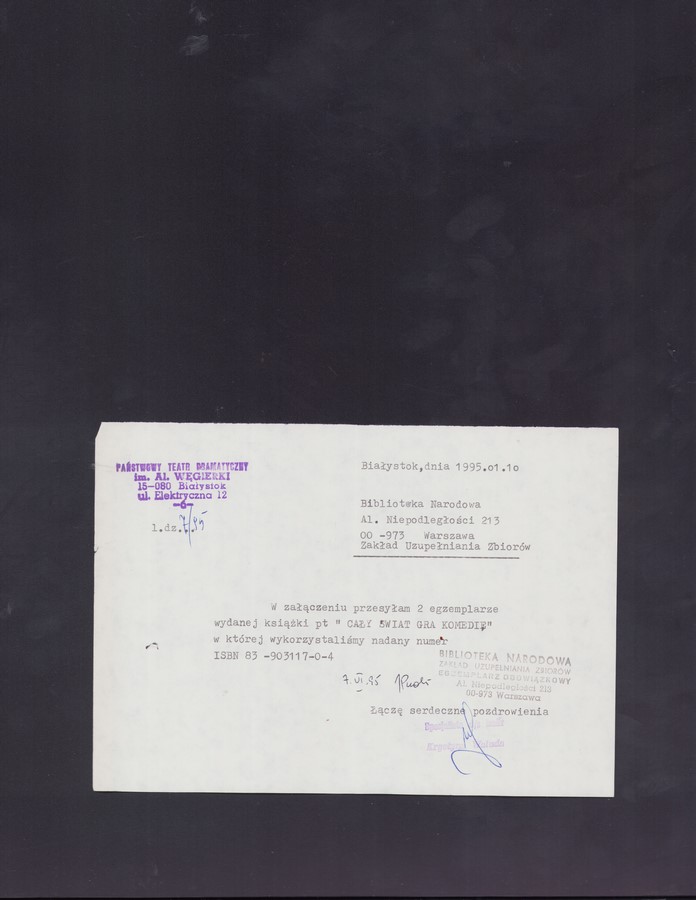 PAŃSTWOWY TEATR DRAMATYCZNY
im. Al. WĘGIERKI
15-080 Białystok
ul. Elektryczna 12
-6-
l.dz. 7/95
Białystok,dnia 1995.01.10
Biblioteka Narodowa
Al. Niepodległości 213
00 -973 Warszawa
Zakład Uzupełniania Zbiorów
W załączeniu przesyłam 2 egzemplarze
wydanej książki pt " CAŁY ŚWIAT GRA KOMEDIĘ"
w której wykorzystaliśmy nadany numer
ISBN 83 -903117-0-4
BIBLIOTEKA NARODOWA
ZAKŁAD UZUPEŁNIANIA ZBIORÓW
EGZEMPLARZ OBOWIĄZKOWY
Al. Niepodległości 213
00-973 Warszawa
7.VI.95
Łączę serdeczne pozdrowienia